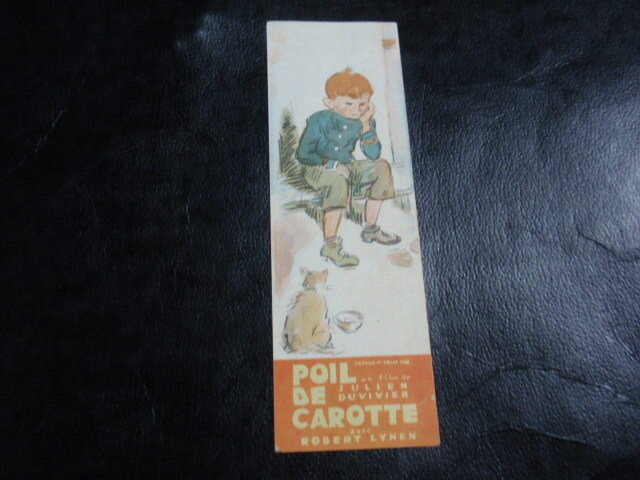 POIL
un film de
JULIEN
DE
DUVIVIER
CAROTTE
avec
ROBERT LYNEN